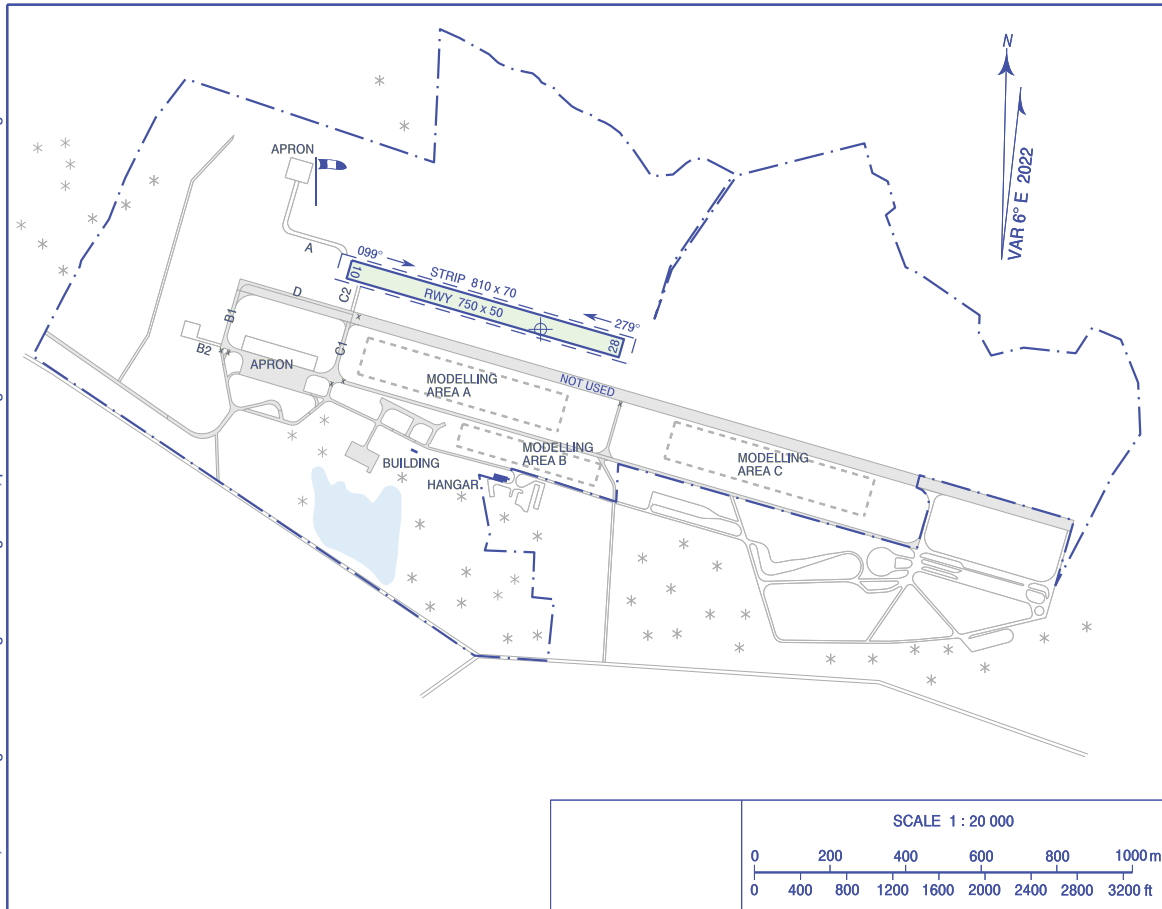 N
VAR 6° E 2022
APRON
A
099°
STRIP 810 x 70
10
RWY 750 x 50
279°
28
D
C2
B1
C1
B2
APRON
NOT USED
MODELLING
AREA A
MODELLING
AREA B
MODELLING
AREA C
BUILDING
HANGAR
SCALE 1 : 20 000
0 200 400 600 800 1000 m
0 400 800 1200 1600 2000 2400 2800 3200 ft